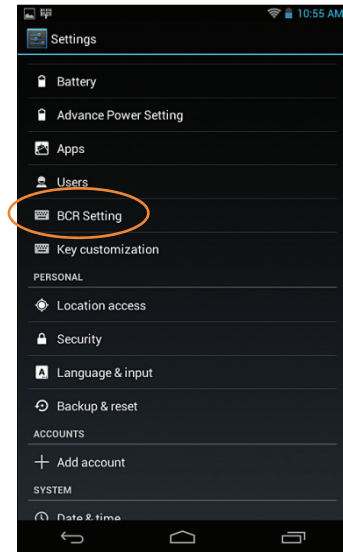 10:55 AM
Settings
Battery
Advance Power Setting
Apps
Users
BCR Setting
Key customization
PERSONAL
Location access
Security
Language & input
Backup & reset
ACCOUNTS
Add account
SYSTEM
Date & time